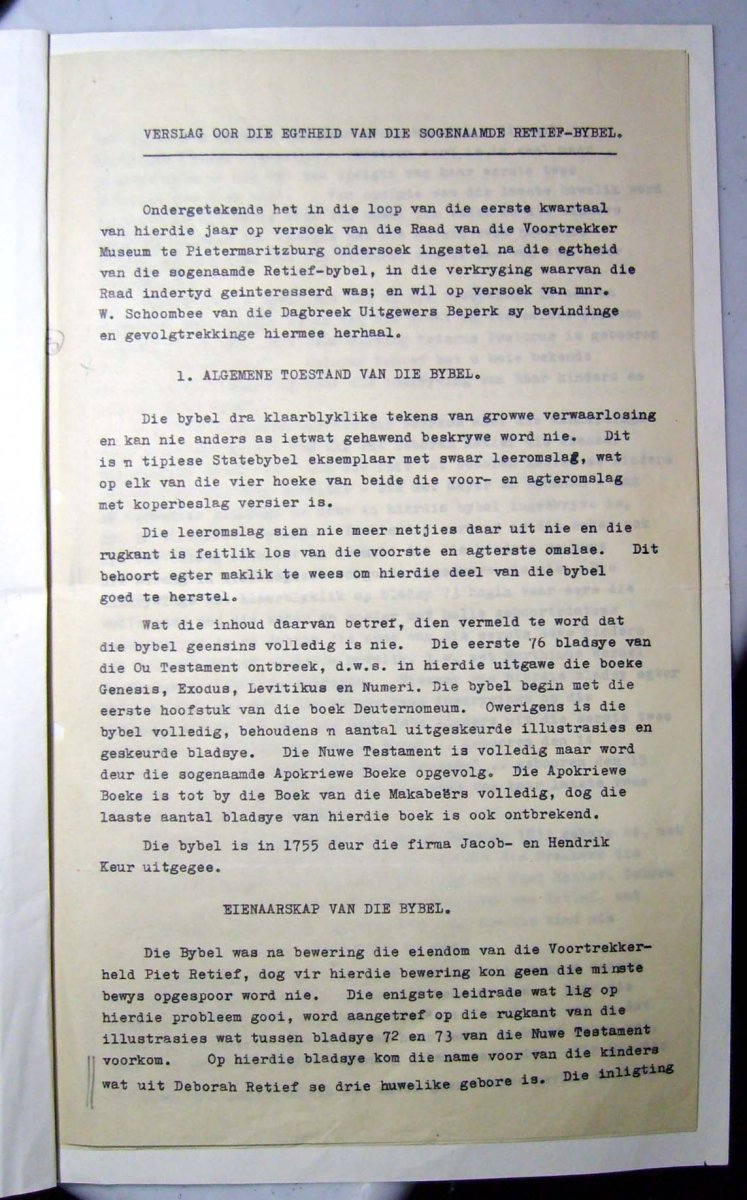 VERSLAG OOR DIE EGTHEID VAN DIE SOGENAAMDE RETIEF-BYBEL.
Ondergetekende het in die loop van die eerste kwartaal
van hierdie jaar op versoek van die Raad van die Voortrekker
Museum te Pietermaritzburg ondersoek ingestel na die egtheid
van die sogenaamde Retief-bybel, in die verkryging waarvan die
Raad indertyd geinteresserd was; en wil op versoek van mnr.
W. Schoombee van die Dagbreek Uitgewers Beperk sy bevindinge
en gevolgtrekkinge hiermee herhaal.
1. ALGEMENE TOESTAND VAN DIE BYBEL.
Die bybel dra klaarblyklike tekens van growwe verwaarlosing
en kan nie anders as ietwat gehawend beskrywe word nie. Dit
is 'n tipiese Statebybel eksemplaar met swaar leeromslag, wat
op elk van die vier hoeke van beide die voor- en agteromslag
met koperbeslag versier is.
Die leeromslag sien nie meer netjies daar uit nie en die
rugkant is feitlik los van die voorste en agterste omslae. Dit
behoort egter maklik te wees om hierdie deel van die bybel
goed te herstel.
Wat die inhoud daarvan betref, dien vermeld te word dat
die bybel geensins volledig is nie. Die eerste 76 bladsye van
die Ou Testament ontbreek, d.w.s. in hierdie uitgawe die boeke
Genesis, Exodus, Levitikus en Numeri. Die bybel begin met die
eerste hoofstuk van die boek Deuternomeum. Owerigens is die
bybel volledig, behoudens 'n aantal uitgeskeurde illustrasies en
geskeurde bladsye. Die Nuwe Testament is volledig maar word
deur die sogenaamde Apokriewe Boeke opgevolg. Die Apokriewe
Boeke is tot by die Boek van die Makabeërs volledig, dog die
laaste aantal bladsye van hierdie boek is ook ontbrekend.
Die bybel is in 1755 deur die firma Jacob- en Hendrik
Keur uitgegee.
EIENAARSKAP VAN DIE BYBEL.
Die Bybel was na bewering die eiendom van die Voortrekker-
held Piet Retief, dog vir hierdie bewering kon geen die minste
bewys opgespoor word nie. Die enigste leidrade wat lig op
hierdie probleem gooi, word aangetref op die rugkant van die
illustrasies wat tussen bladsye 72 en 73 van die Nuwe Testament
voorkom. Op hierdie bladsye kom die name voor van die kinders
wat uit Deborah Retief se drie huwelike gebore is. Die inligting